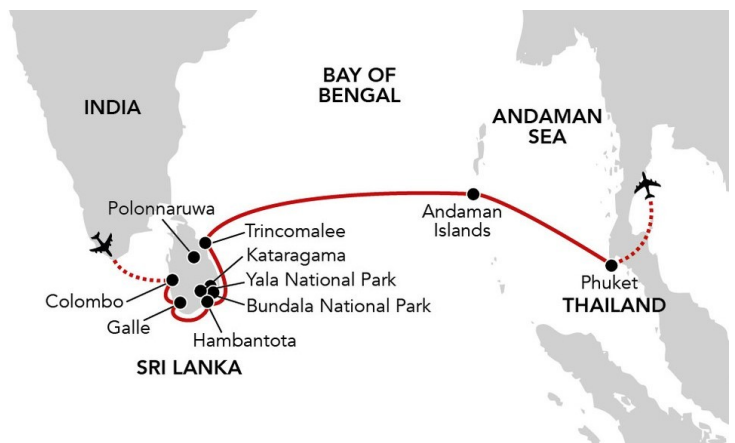 BAY OF
BENGAL
INDIA
ANDAMAN
SEA
Polonnaruwa
Trincomalee
Andaman
Islands
Kataragama
Yala National Park
Colombo
Bundala National Park
Galle
Hambantota
SRI LANKA
Phuket
THAILAND